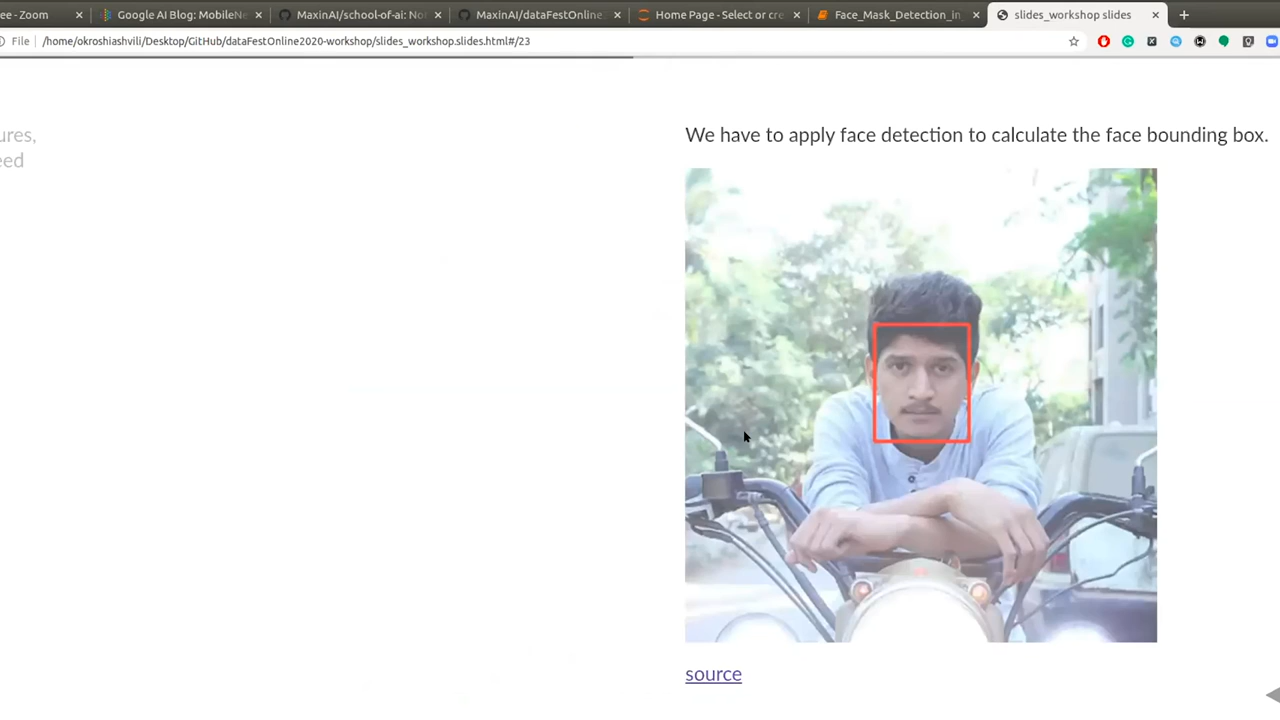 ee - Zoom
Google AI Blog: MobileNe
MaxinAI/school-of-ai: No
MaxinAI/dataFestOnline
Home Page - Select or cre
Face_Mask_Detection_in
slides_workshop slides
File
/home/okroshiashvili/Desktop/GitHub/dataFestOnline2020-workshop/slides_workshop.slides.html#/23
ures,
eed
We have to apply face detection to calculate the face bounding box.
source